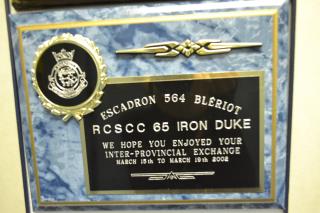 ESCADRON 564 BLÉRIOT
RCSCC 65 IRON DUKE
WE HOPE YOU ENJOYED YOUR
INTER-PROVINCIAL EXCHANGE
MARCH 15th TO MARCH 19th 2002